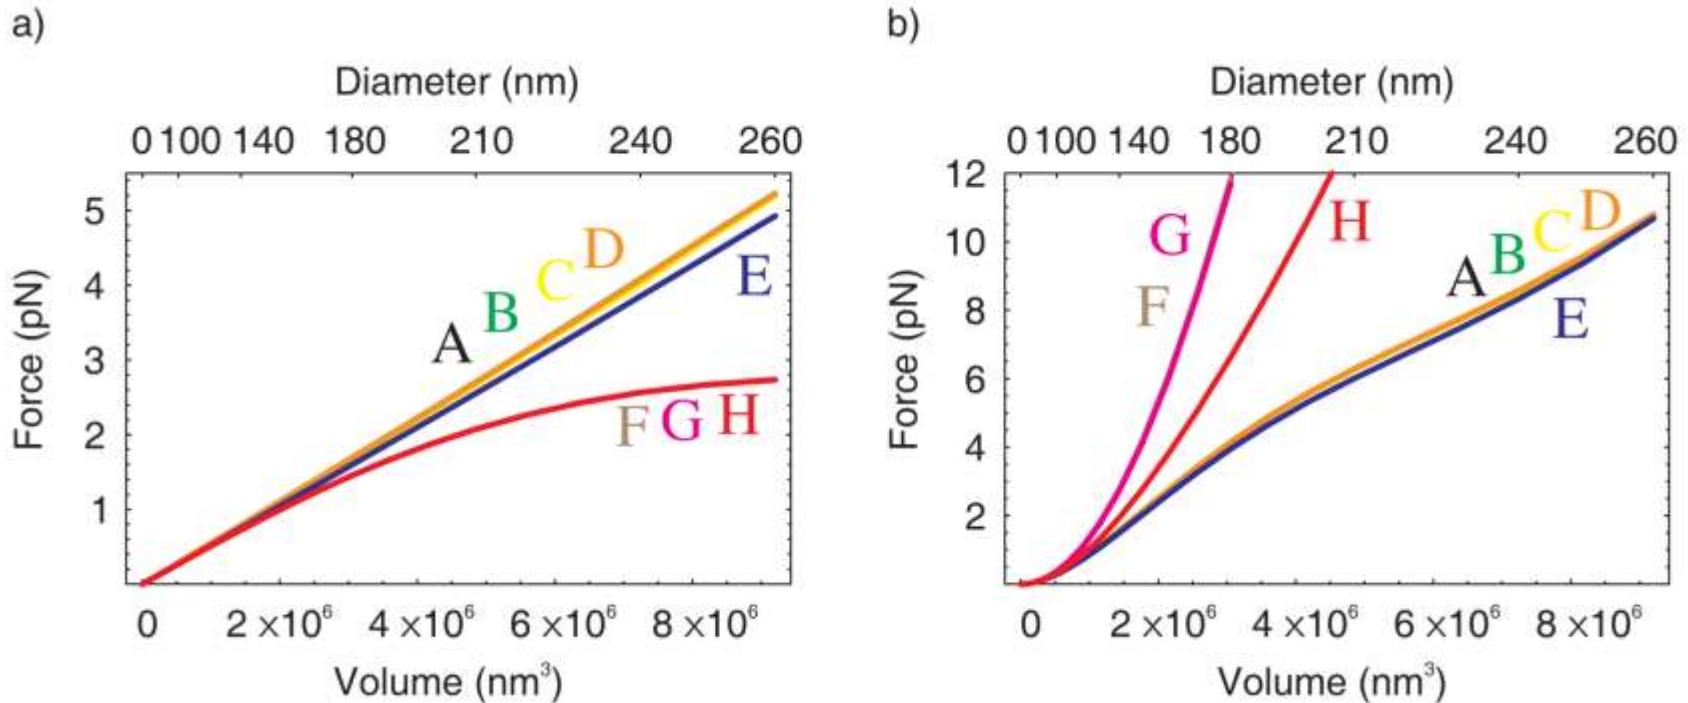 a)
Diameter (nm)
0 100 140 180 210 240 260
5
4
3
2
1
Force (pN)
A B C D E
F G H
0 2 ×10⁶ 4 ×10⁶ 6 ×10⁶ 8 ×10⁶
Volume (nm³)
b)
Diameter (nm)
0 100 140 180 210 240 260
12
10
8
6
4
2
Force (pN)
G H
F A B C D E
0 2 ×10⁶ 4 ×10⁶ 6 ×10⁶ 8 ×10⁶
Volume (nm³)